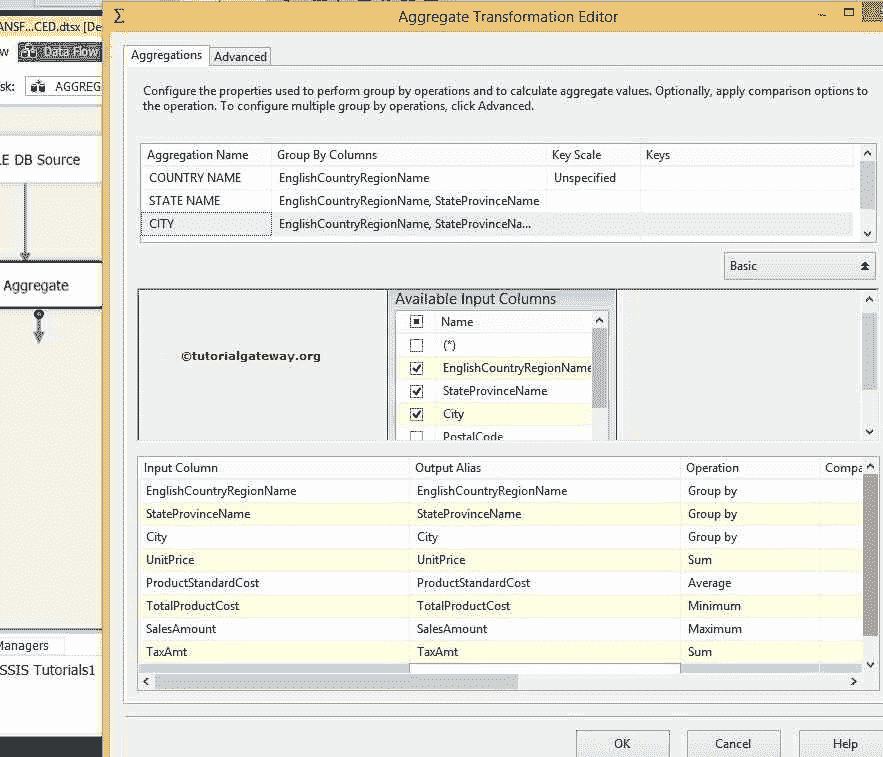 Aggregate Transformation Editor
ANSF...CED.dtsx [De
w Data Flow
sk: AGGREG
LE DB Source
Aggregate
Managers
SSIS Tutorials1
Aggregations Advanced
Configure the properties used to perform group by operations and to calculate aggregate values. Optionally, apply comparison options to
the operation. To configure multiple group by operations, click Advanced.
Aggregation Name Group By Columns Key Scale Keys
COUNTRY NAME EnglishCountryRegionName Unspecified
STATE NAME EnglishCountryRegionName, StateProvinceName
CITY EnglishCountryRegionName, StateProvinceNa...
Basic
Available Input Columns
Name
(*)
EnglishCountryRegionName
StateProvinceName
City
PostalCode
©tutorialgateway.org
Input Column Output Alias Operation Compa
EnglishCountryRegionName EnglishCountryRegionName Group by
StateProvinceName StateProvinceName Group by
City City Group by
UnitPrice UnitPrice Sum
ProductStandardCost ProductStandardCost Average
TotalProductCost TotalProductCost Minimum
SalesAmount SalesAmount Maximum
TaxAmt TaxAmt Sum
OK Cancel Help